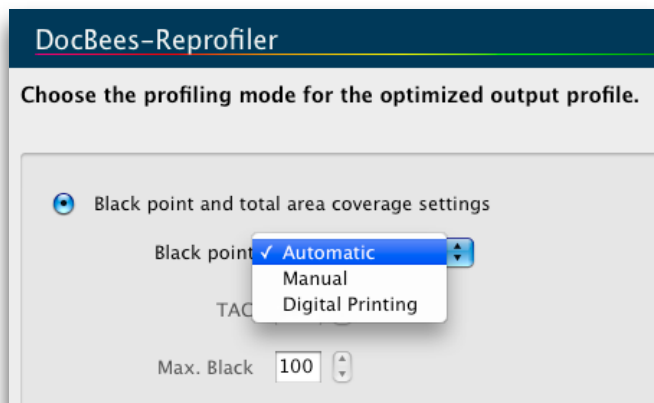 DocBees–Reprofiler
Choose the profiling mode for the optimized output profile.
Black point and total area coverage settings
Black point ✓ Automatic
Manual
Digital Printing
TAC
Max. Black 100